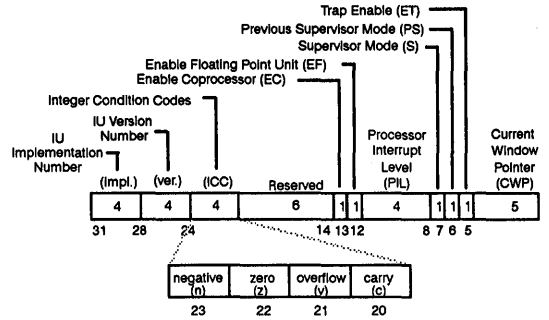 Trap Enable (ET)
Previous Supervisor Mode (PS)
Supervisor Mode (S)
Enable Floating Point Unit (EF)
Enable Coprocessor (EC)
Integer Condition Codes
IU Version
Number
IU
Implementation
Number
Processor
Interrupt
Level
(PIL)
Current
Window
Pointer
(CWP)
(impl.) (ver.) (ICC) Reserved
4 4 4 6 1 1 4 1 1 1 5
31 28 24 14 13 12 8 7 6 5
negative
(n)
zero
(z)
overflow
(v)
carry
(c)
23 22 21 20